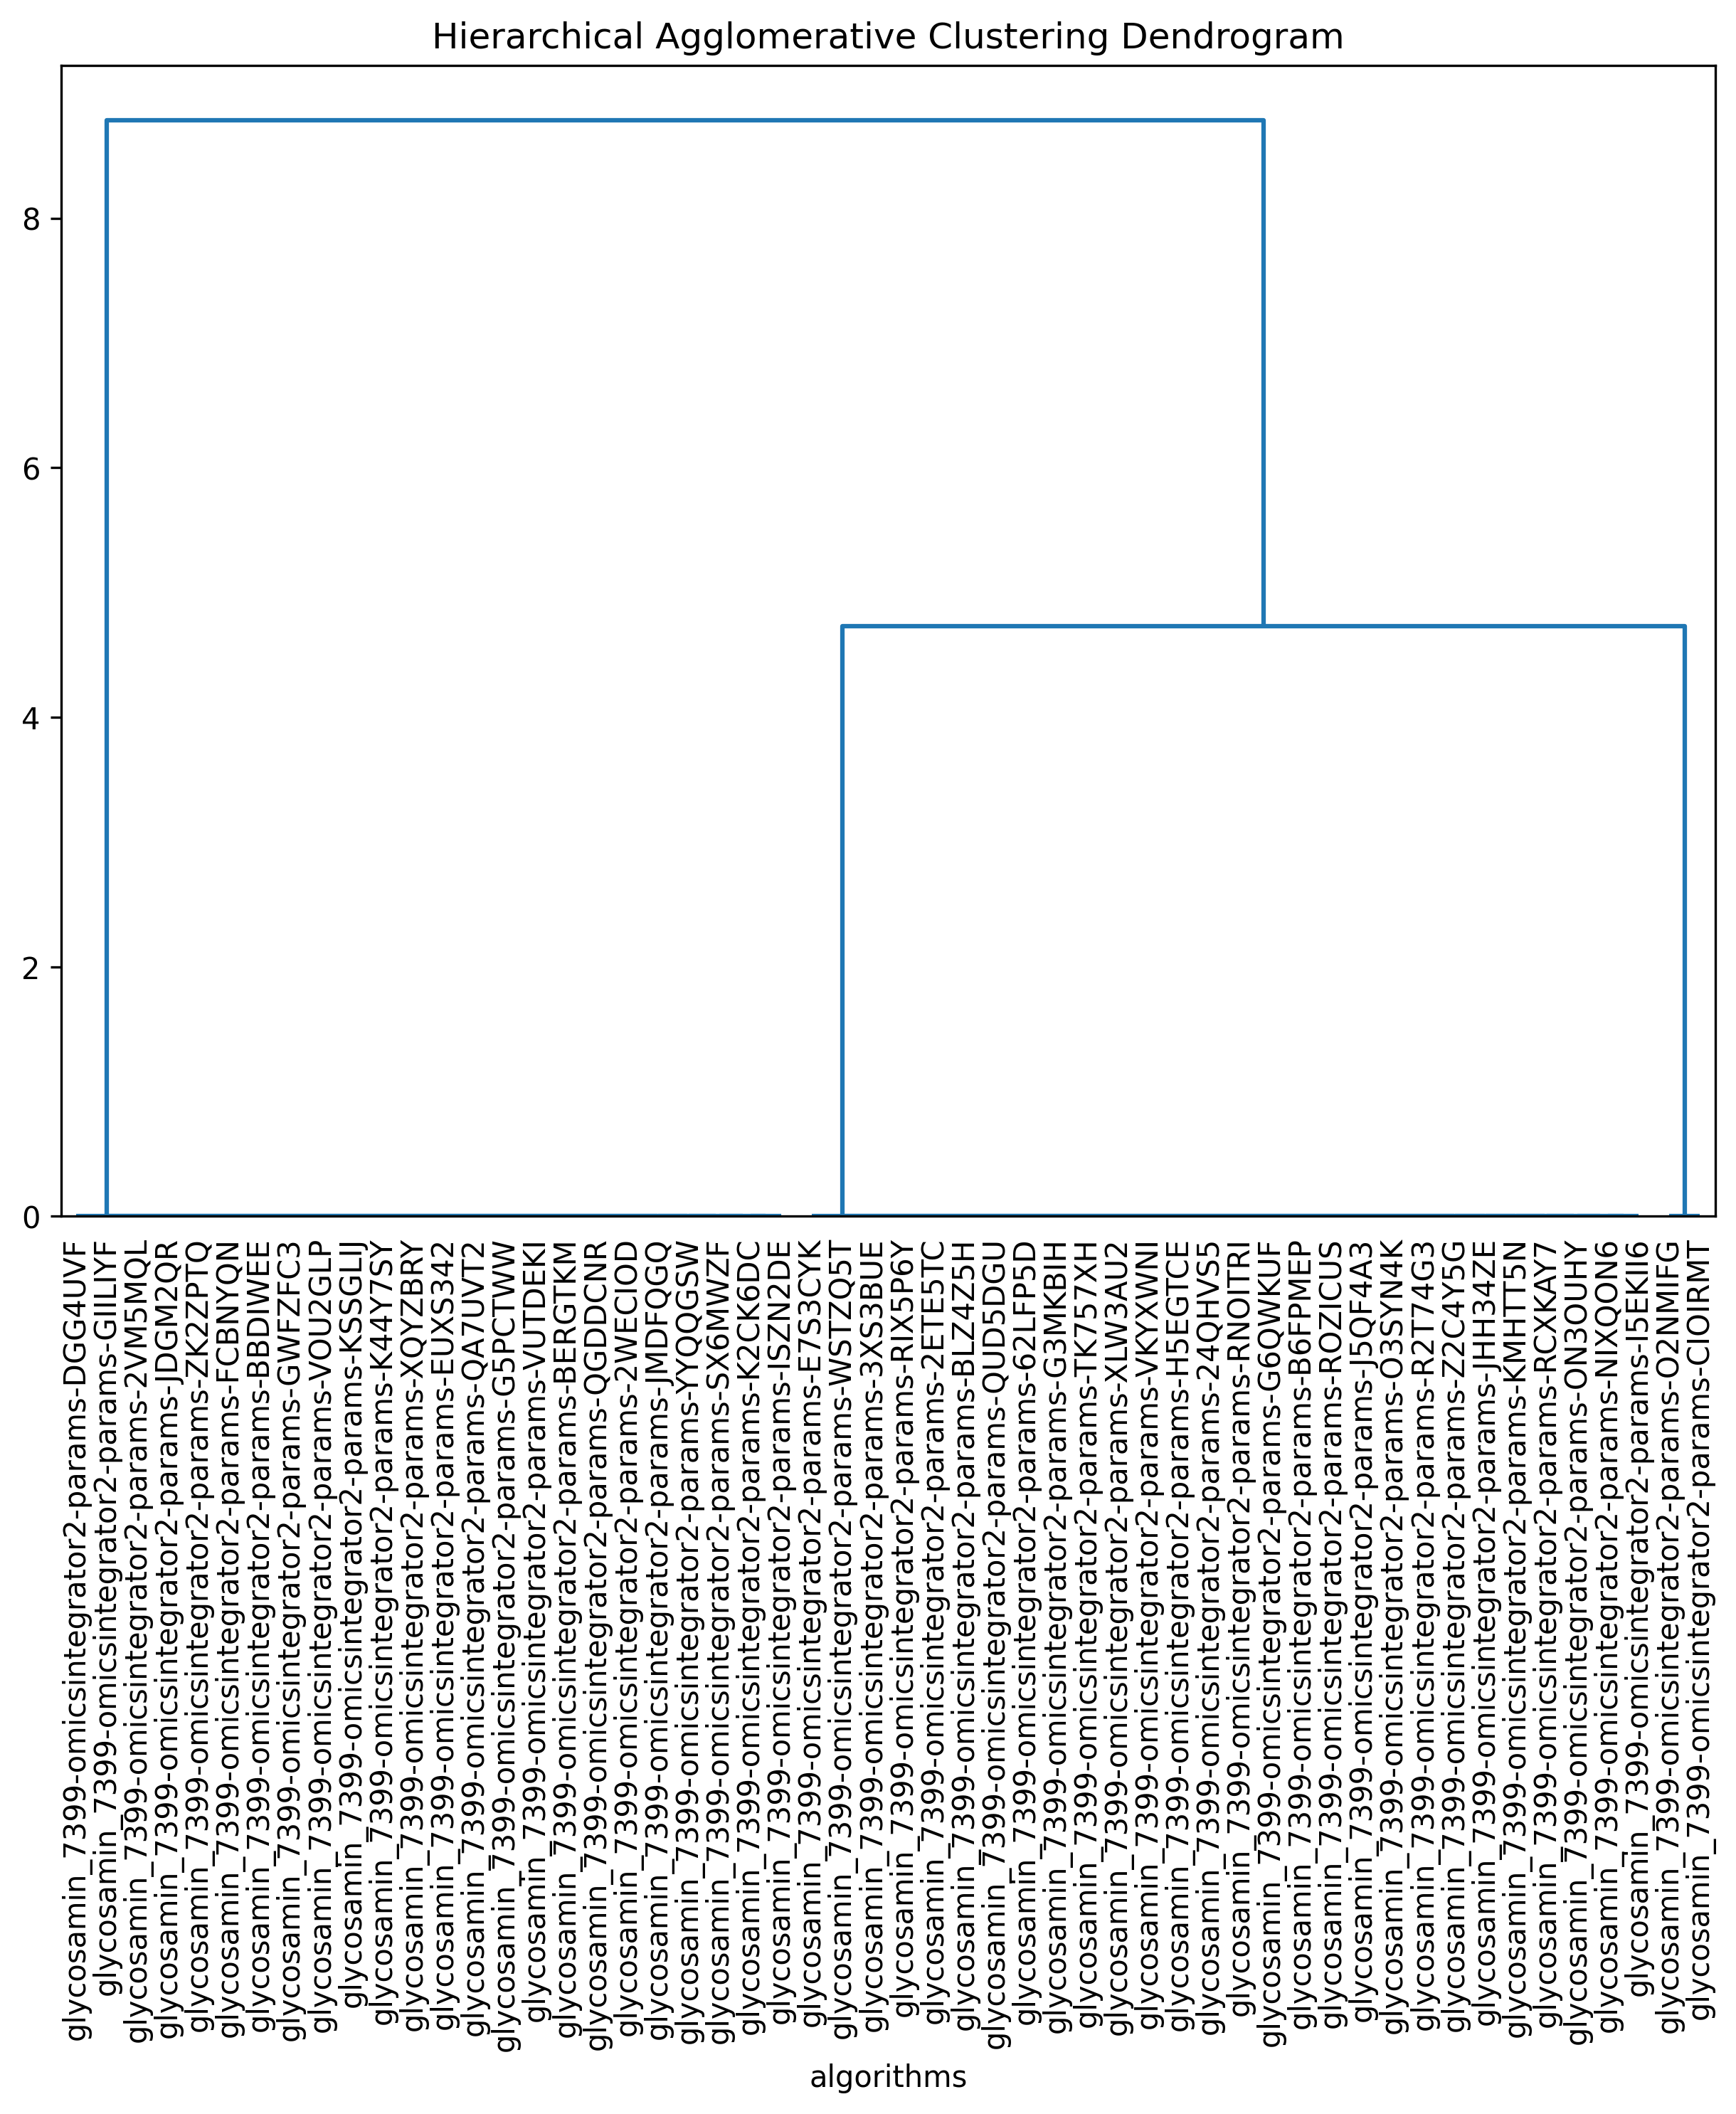 Hierarchical Agglomerative Clustering Dendrogram
8
6
4
2
0
glycosamin_7399-omicsintegrator2-params-DGG4UVF
glycosamin_7399-omicsintegrator2-params-GIILIYF
glycosamin_7399-omicsintegrator2-params-2VM5MQL
glycosamin_7399-omicsintegrator2-params-JDGM2QR
glycosamin_7399-omicsintegrator2-params-ZK2ZPTQ
glycosamin_7399-omicsintegrator2-params-FCBNYQN
glycosamin_7399-omicsintegrator2-params-BBDIWEE
glycosamin_7399-omicsintegrator2-params-GWFZFC3
glycosamin_7399-omicsintegrator2-params-VOU2GLP
glycosamin_7399-omicsintegrator2-params-KSSGLIJ
glycosamin_7399-omicsintegrator2-params-K44Y7SY
glycosamin_7399-omicsintegrator2-params-XQYZBRY
glycosamin_7399-omicsintegrator2-params-EUXS342
glycosamin_7399-omicsintegrator2-params-QA7UVT2
glycosamin_7399-omicsintegrator2-params-G5PCTWW
glycosamin_7399-omicsintegrator2-params-VUTDEKI
glycosamin_7399-omicsintegrator2-params-BERGTKM
glycosamin_7399-omicsintegrator2-params-QGDDCNR
glycosamin_7399-omicsintegrator2-params-2WECIOD
glycosamin_7399-omicsintegrator2-params-JMDFQGQ
glycosamin_7399-omicsintegrator2-params-YYQQGSW
glycosamin_7399-omicsintegrator2-params-SX6MWZF
glycosamin_7399-omicsintegrator2-params-K2CK6DC
glycosamin_7399-omicsintegrator2-params-ISZN2DE
glycosamin_7399-omicsintegrator2-params-E7S3CYK
glycosamin_7399-omicsintegrator2-params-WSTZQ5T
glycosamin_7399-omicsintegrator2-params-3XS3BUE
glycosamin_7399-omicsintegrator2-params-RIX5P6Y
glycosamin_7399-omicsintegrator2-params-2ETE5TC
glycosamin_7399-omicsintegrator2-params-BLZ4Z5H
glycosamin_7399-omicsintegrator2-params-QUD5DGU
glycosamin_7399-omicsintegrator2-params-62LFP5D
glycosamin_7399-omicsintegrator2-params-G3MKBIH
glycosamin_7399-omicsintegrator2-params-TK757XH
glycosamin_7399-omicsintegrator2-params-XLW3AU2
glycosamin_7399-omicsintegrator2-params-VKYXWNI
glycosamin_7399-omicsintegrator2-params-H5EGTCE
glycosamin_7399-omicsintegrator2-params-24QHVS5
glycosamin_7399-omicsintegrator2-params-RNOITRI
glycosamin_7399-omicsintegrator2-params-G6QWKUF
glycosamin_7399-omicsintegrator2-params-B6FPMEP
glycosamin_7399-omicsintegrator2-params-ROZICUS
glycosamin_7399-omicsintegrator2-params-J5QF4A3
glycosamin_7399-omicsintegrator2-params-O3SYN4K
glycosamin_7399-omicsintegrator2-params-R2T74G3
glycosamin_7399-omicsintegrator2-params-Z2C4Y5G
glycosamin_7399-omicsintegrator2-params-JHH34ZE
glycosamin_7399-omicsintegrator2-params-KMHTT5N
glycosamin_7399-omicsintegrator2-params-RCXKAY7
glycosamin_7399-omicsintegrator2-params-ON3OUHY
glycosamin_7399-omicsintegrator2-params-NIXQON6
glycosamin_7399-omicsintegrator2-params-I5EKII6
glycosamin_7399-omicsintegrator2-params-O2NMIFG
glycosamin_7399-omicsintegrator2-params-CIOIRMT
algorithms